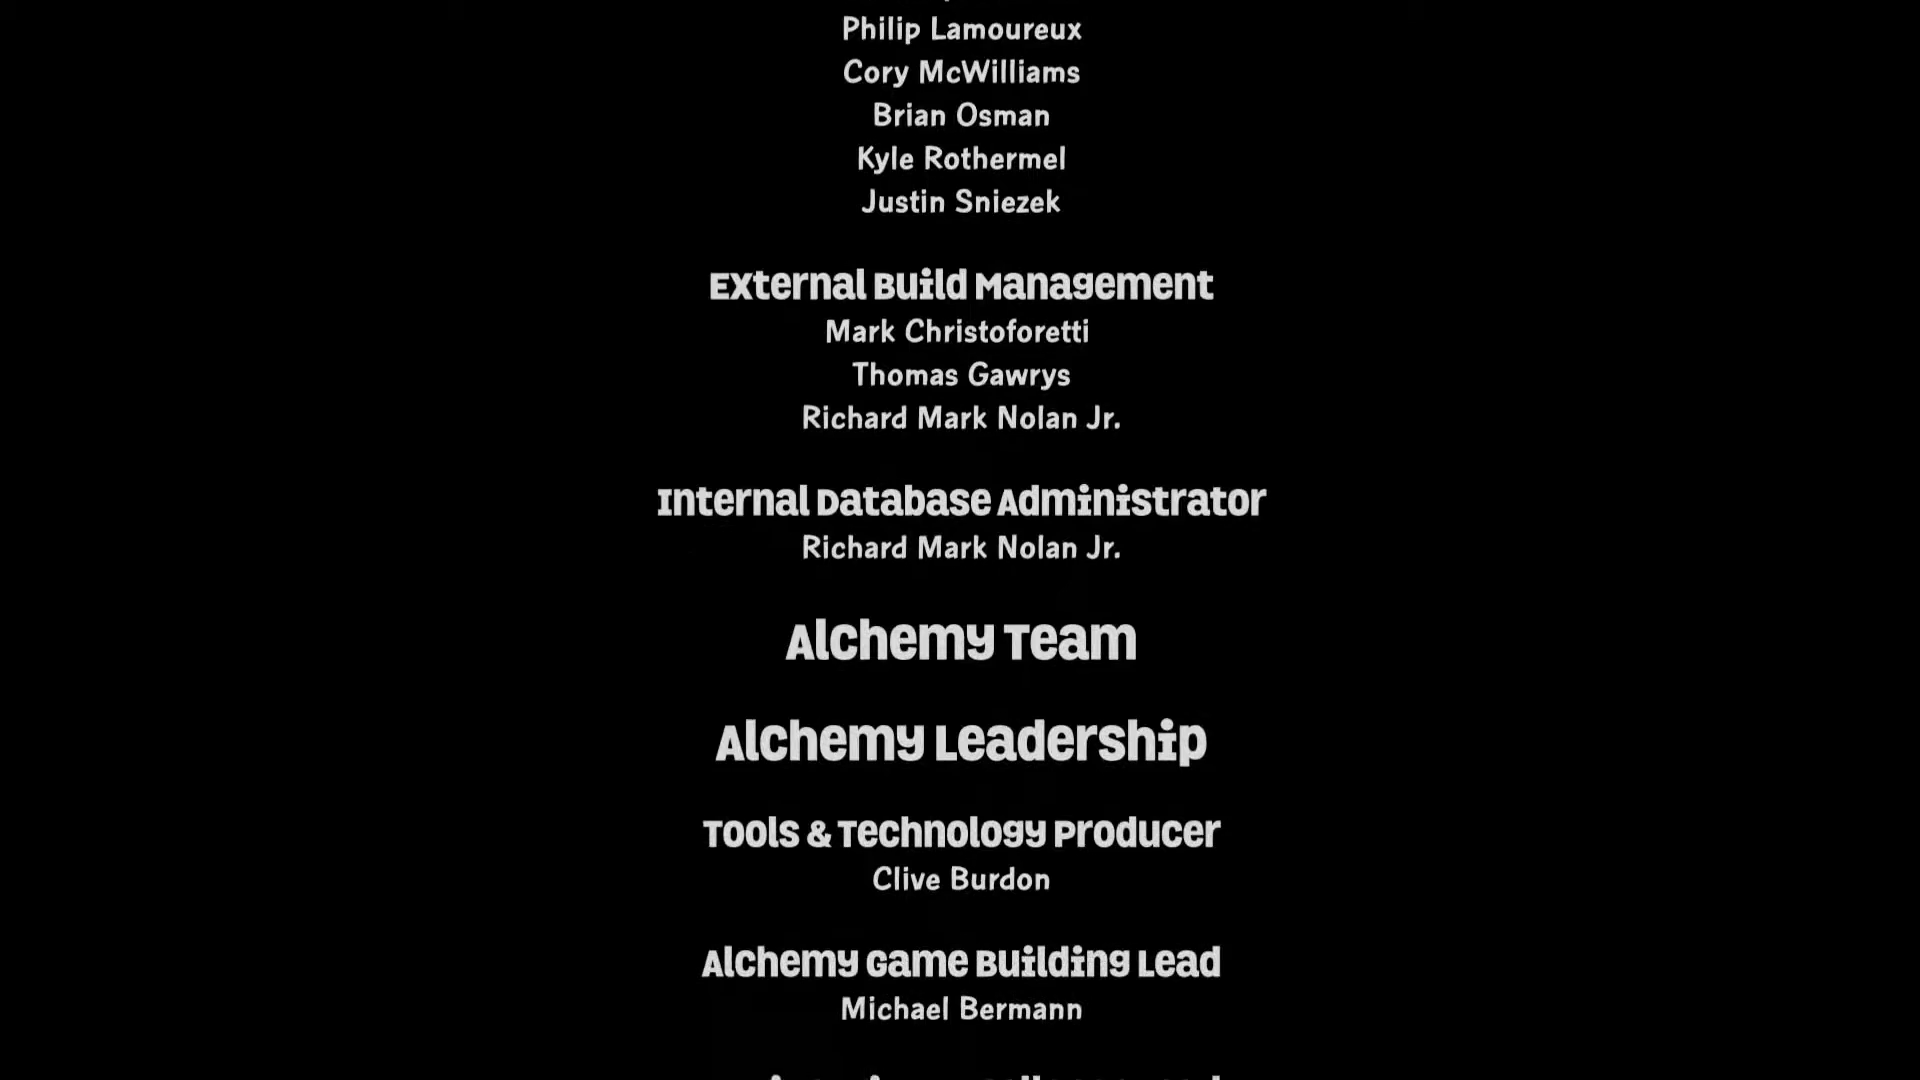 Philip Lamoureux
Cory McWilliams
Brian Osman
Kyle Rothermel
Justin Sniezek
External Build Management
Mark Christoforetti
Thomas Gawrys
Richard Mark Nolan Jr.
Internal Database Administrator
Richard Mark Nolan Jr.
Alchemy Team
Alchemy Leadership
Tools & Technology Producer
Clive Burdon
Alchemy Game Building Lead
Michael Bermann